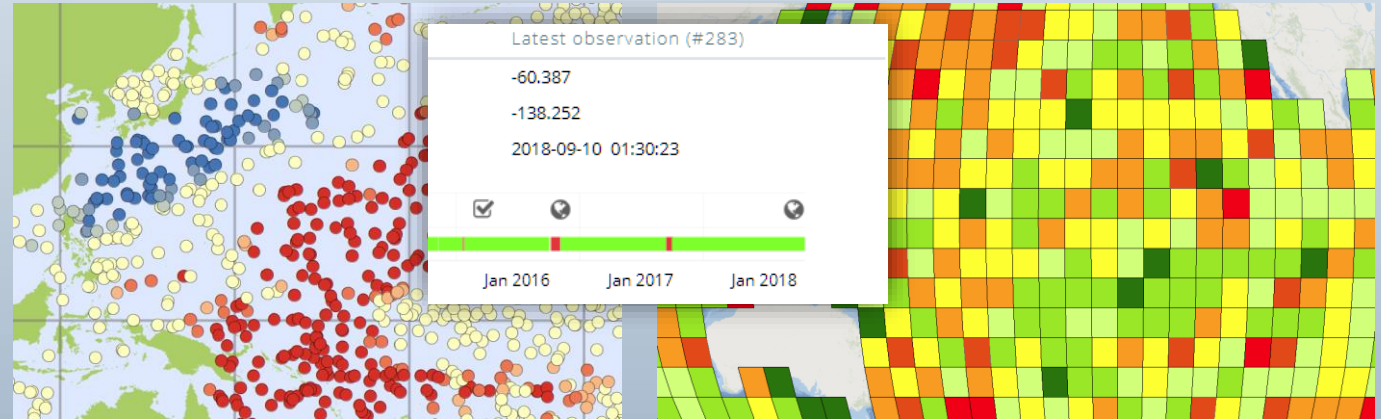 Latest observation (#283)
-60.387
-138.252
2018-09-10 01:30:23
Jan 2016 Jan 2017 Jan 2018